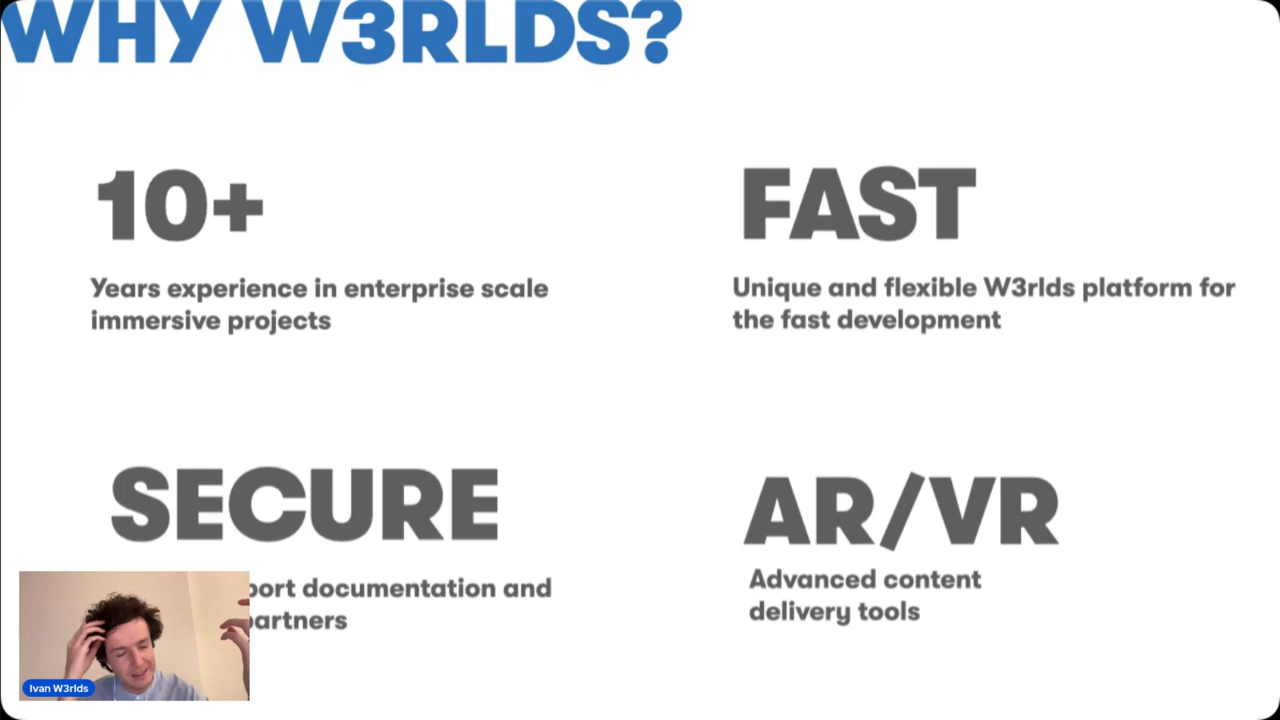 WHY W3RLDS?
10+
Years experience in enterprise scale
immersive projects
FAST
Unique and flexible W3rlds platform for
the fast development
SECURE
documentation and
partners
AR/VR
Advanced content
delivery tools
Ivan W3rlds